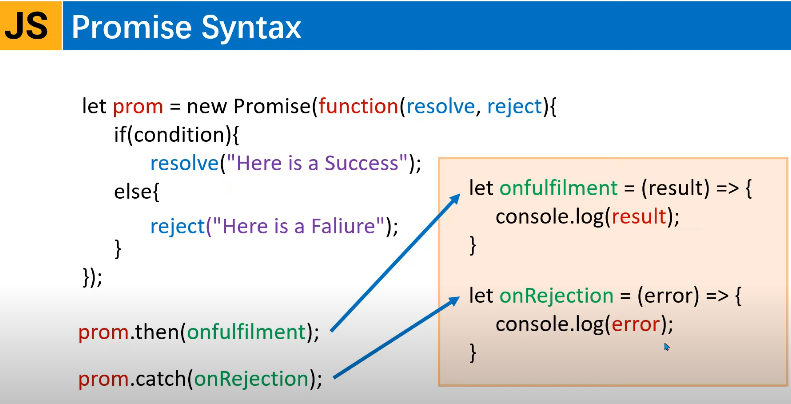 JS Promise Syntax
let prom = new Promise(function(resolve, reject){
if(condition){
resolve("Here is a Success");
else{
reject("Here is a Faliure");
}
});
prom.then(onfulfilment);
prom.catch(onRejection);
let onfulfilment = (result) => {
console.log(result);
}
let onRejection = (error) => {
console.log(error);
}